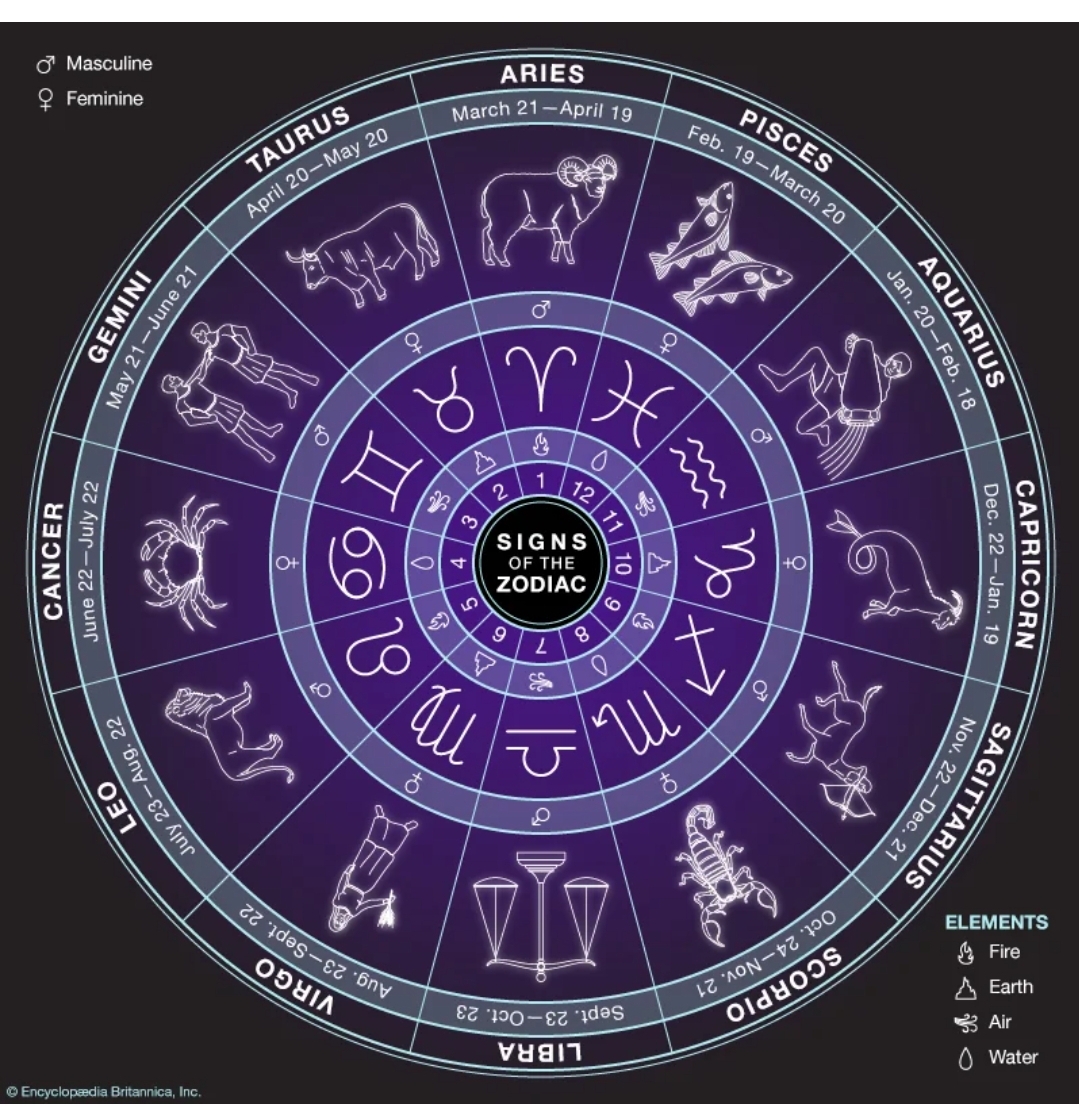 ♂ Masculine
♀ Feminine
ARIES
March 21—April 19
PISCES
Feb. 19—March 20
AQUARIUS
Jan. 20—Feb. 18
CAPRICORN
Dec. 22—Jan. 19
SAGITTARIUS
Nov. 22—Dec. 21
SCORPIO
Oct. 24—Nov. 21
LIBRA
Sept. 23—Oct. 23
VIRGO
Aug. 23—Sept. 22
LEO
July 23—Aug. 22
CANCER
June 22—July 22
GEMINI
May 21—June 21
TAURUS
April 20—May 20
1
12
11
10
9
8
7
6
5
4
3
2
SIGNS
OF THE
ZODIAC
ELEMENTS
Fire
Earth
Air
Water
© Encyclopædia Britannica, Inc.